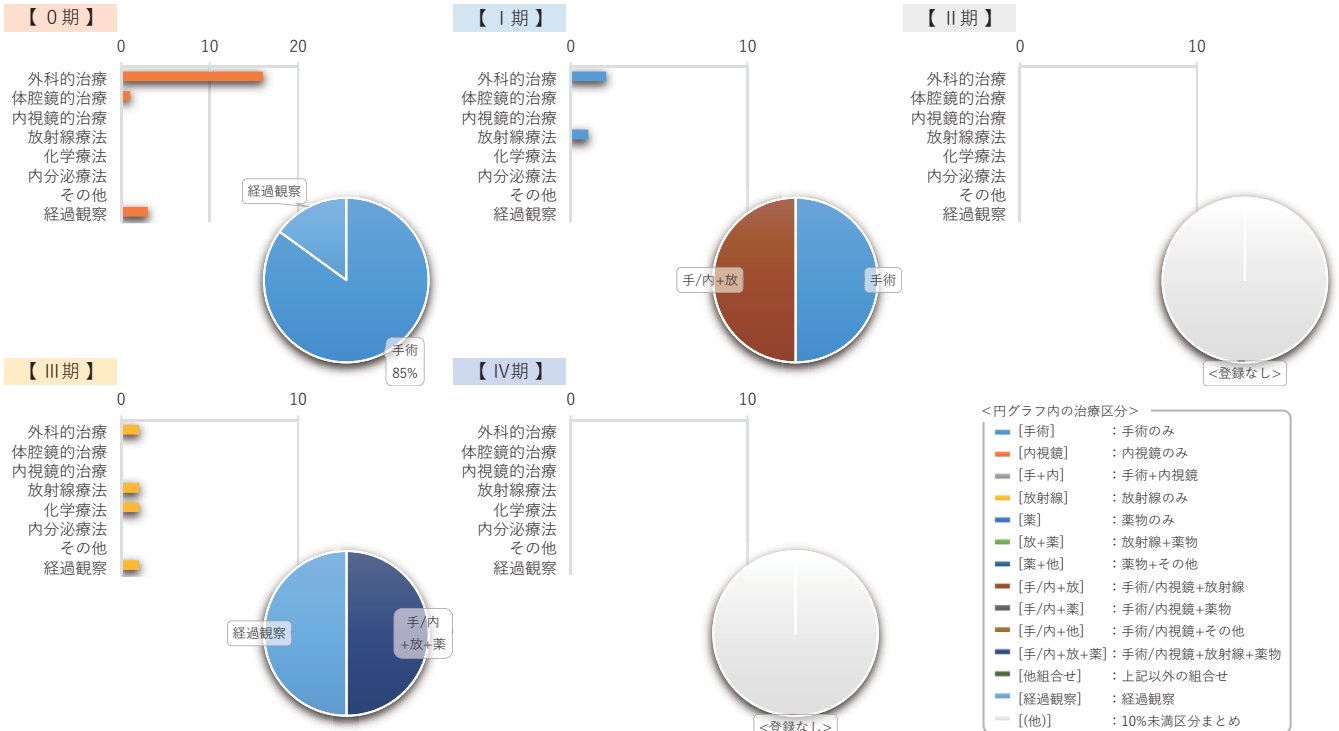 【 0期 】
0 10 20
外科的治療
体腔鏡的治療
内視鏡的治療
放射線療法
化学療法
内分泌療法
その他
経過観察
経過観察
手術
85%
【 I期 】
0 10
外科的治療
体腔鏡的治療
内視鏡的治療
放射線療法
化学療法
内分泌療法
その他
経過観察
手/内+放
手術
【 II期 】
0 10
外科的治療
体腔鏡的治療
内視鏡的治療
放射線療法
化学療法
内分泌療法
その他
経過観察
<登録なし>
【 III期 】
0 10
外科的治療
体腔鏡的治療
内視鏡的治療
放射線療法
化学療法
内分泌療法
その他
経過観察
経過観察
手/内
+放+薬
【 IV期 】
0 10
外科的治療
体腔鏡的治療
内視鏡的治療
放射線療法
化学療法
内分泌療法
その他
経過観察
<登録なし>
<円グラフ内の治療区分>
[手術] ：手術のみ
[内視鏡] ：内視鏡のみ
[手+内] ：手術+内視鏡
[放射線] ：放射線のみ
[薬] ：薬物のみ
[放+薬] ：放射線+薬物
[薬+他] ：薬物+その他
[手/内+放] ：手術/内視鏡+放射線
[手/内+薬] ：手術/内視鏡+薬物
[手/内+他] ：手術/内視鏡+その他
[手/内+放+薬]：手術/内視鏡+放射線+薬物
[他組合せ] ：上記以外の組合せ
[経過観察] ：経過観察
[(他)] ：10%未満区分まとめ